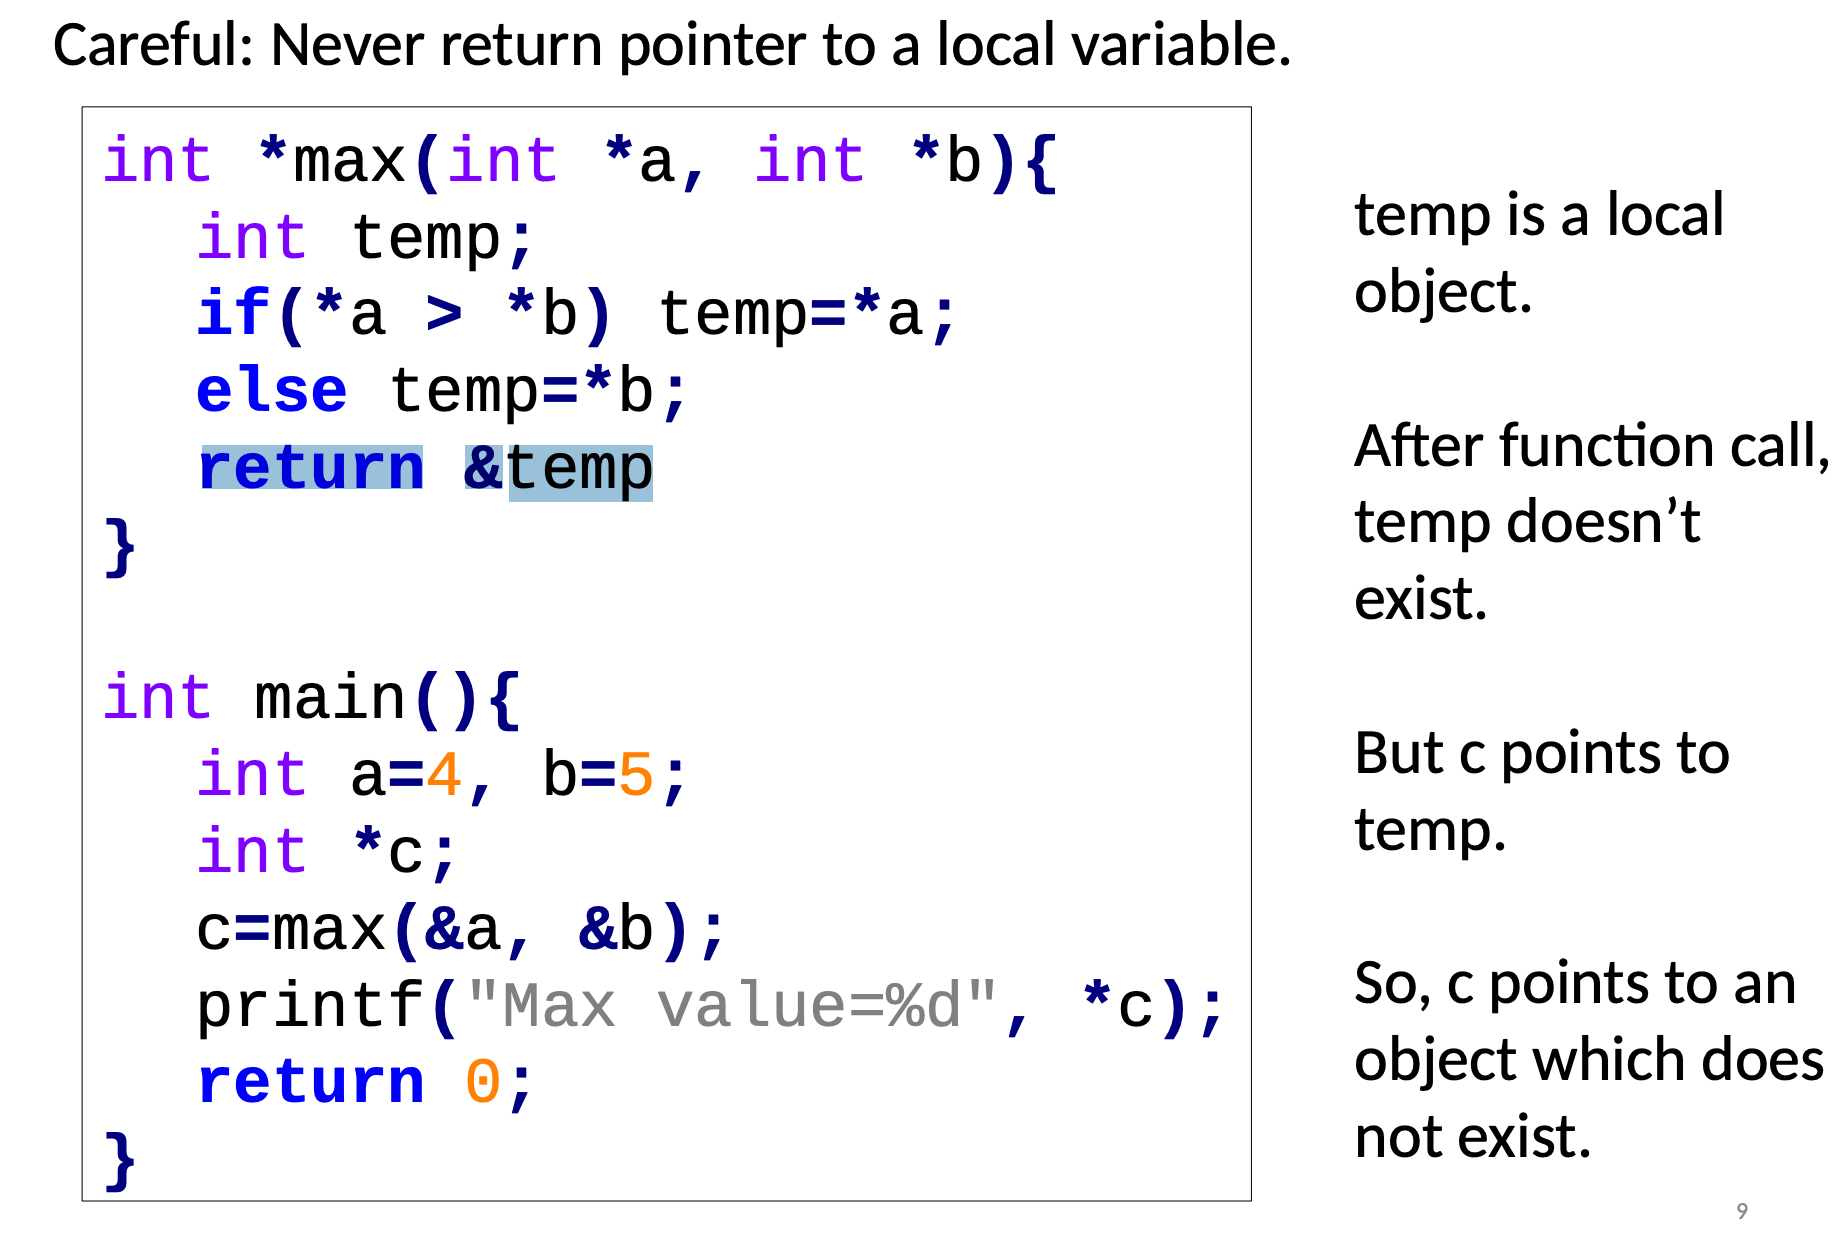 Careful: Never return pointer to a local variable.
int *max(int *a, int *b){
int temp;
if(*a > *b) temp=*a;
else temp=*b;
return &temp
}
int main(){
int a=4, b=5;
int *c;
c=max(&a, &b);
printf("Max value=%d", *c);
return 0;
}
temp is a local
object.
After function call,
temp doesn’t
exist.
But c points to
temp.
So, c points to an
object which does
not exist.
9